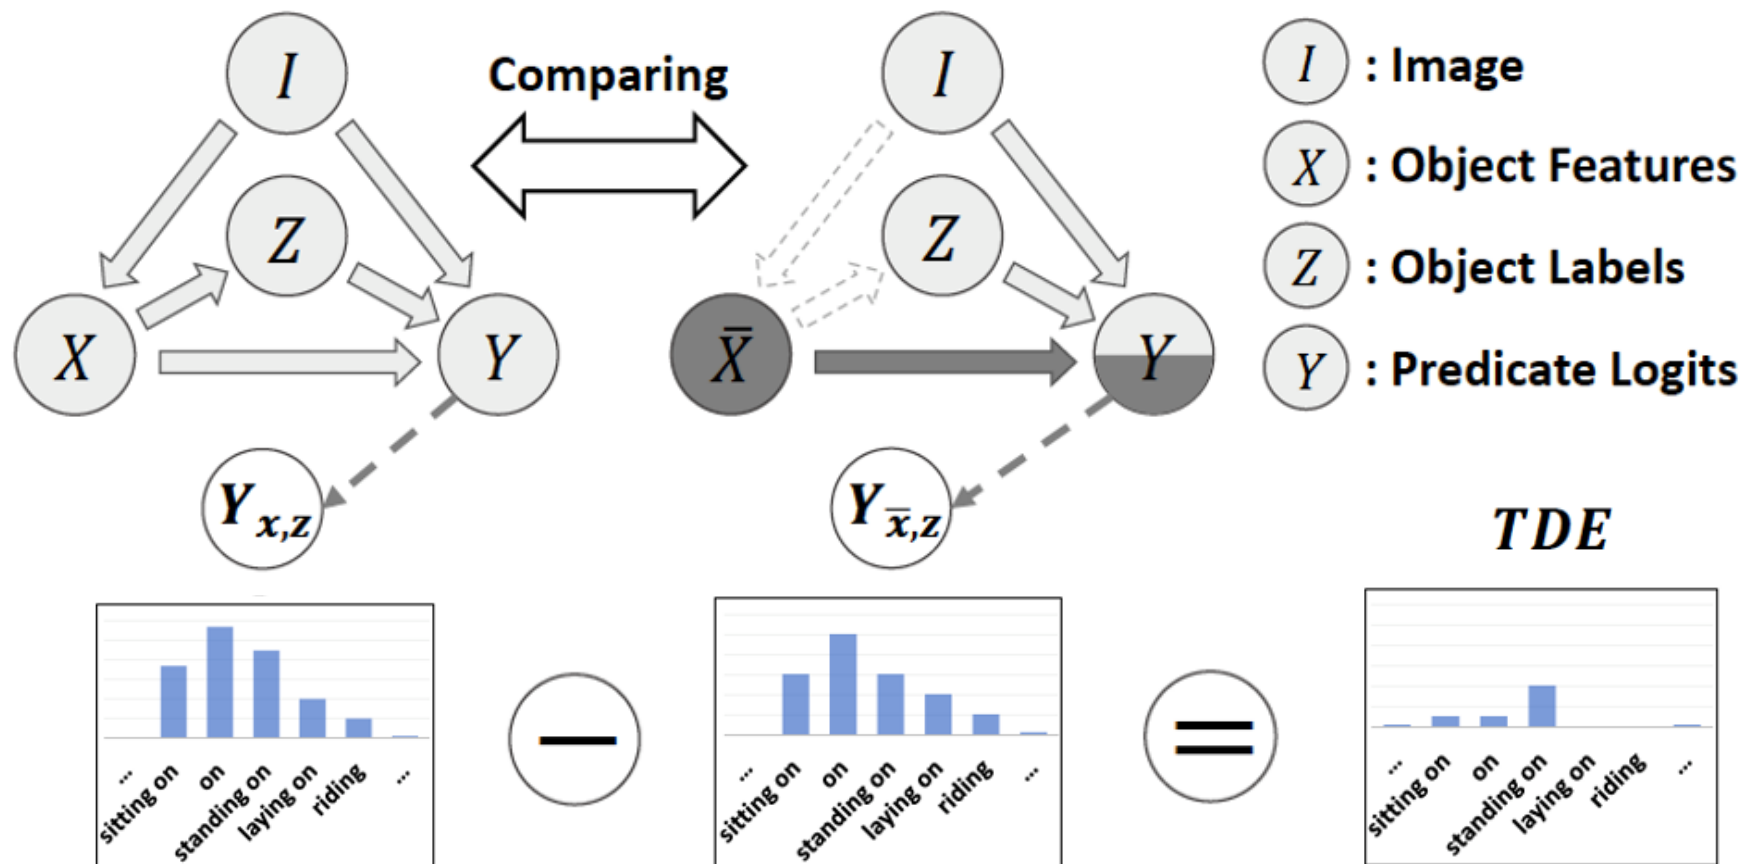 I
Comparing
I
I : Image
Z
Z
X : Object Features
Z : Object Labels
X
Y
X̄
Y
Y : Predicate Logits
Y x,z
Y x̄,z
TDE
... sitting on on standing on laying on riding ...
—
... sitting on on standing on laying on riding ...
=
... sitting on on standing on laying on riding ...